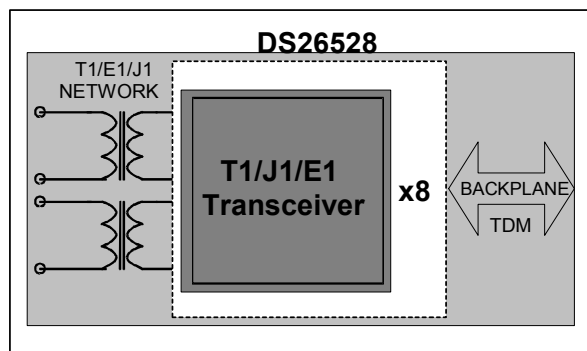 DS26528
T1/E1/J1
NETWORK
T1/J1/E1
Transceiver
x8
BACKPLANE
TDM